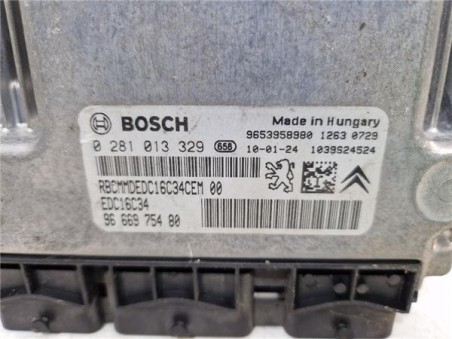 BOSCH
Made in Hungary
9653958980 1263 0729
0 281 013 329 658 10-01-24 1039S24524
RBCMMDEDC16C34CEM 00
EDC16C34
96 669 754 80